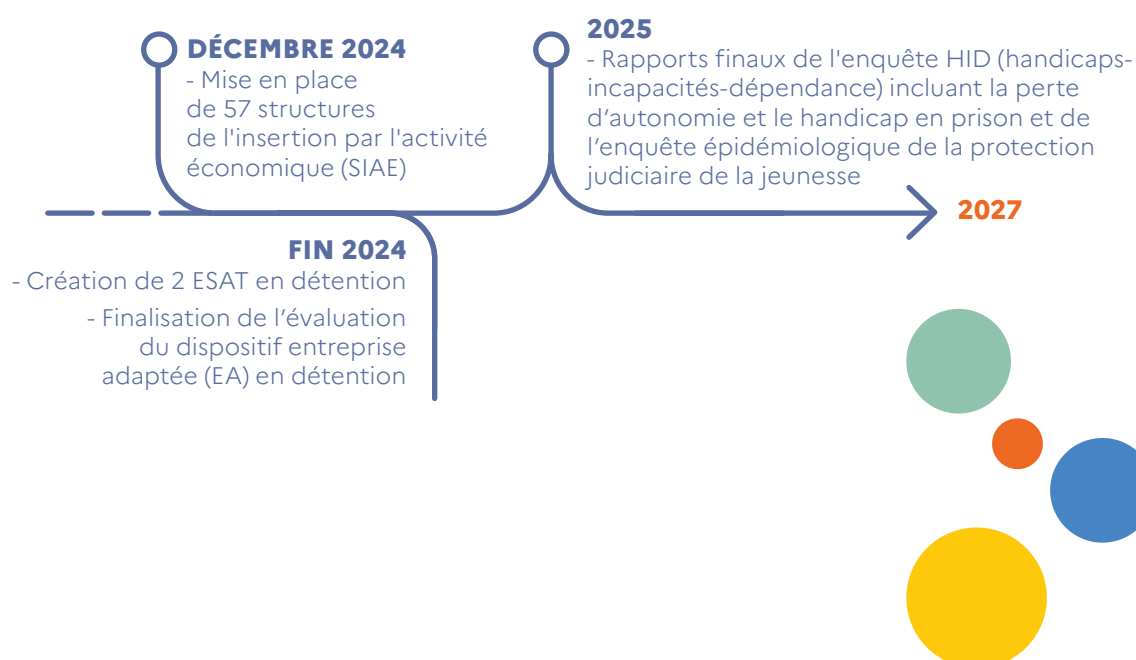 DÉCEMBRE 2024
- Mise en place
de 57 structures
de l'insertion par l'activité
économique (SIAE)
2025
- Rapports finaux de l'enquête HID (handicaps-
incapacités-dépendance) incluant la perte
d’autonomie et le handicap en prison et de
l’enquête épidémiologique de la protection
judiciaire de la jeunesse
2027
FIN 2024
- Création de 2 ESAT en détention
- Finalisation de l’évaluation
du dispositif entreprise
adaptée (EA) en détention